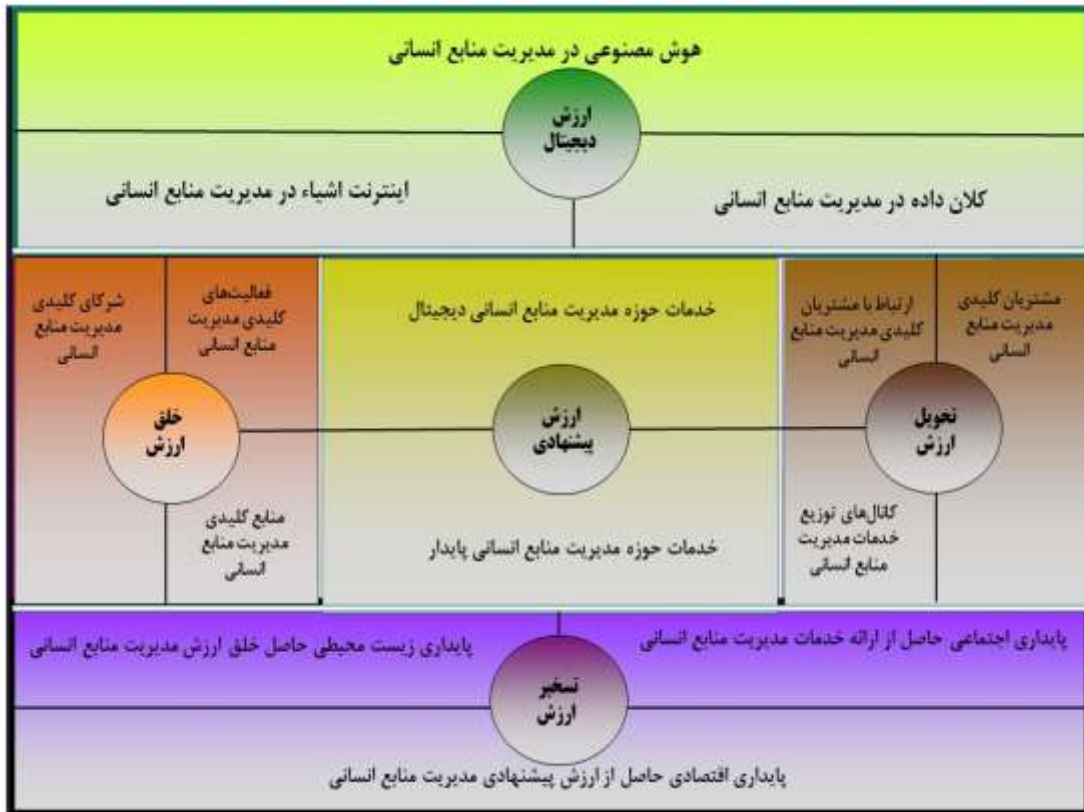 هوش مصنوعی در مدیریت منابع انسانی
ارزش
دیجیتال
کلان داده در مدیریت منابع انسانی
اینترنت اشیاء در مدیریت منابع انسانی
مشتریان کلیدی
مدیریت منابع
انسانی
ارتباط با مشتریان
کلیدی مدیریت منابع
انسانی
تحویل
ارزش
کانال‌های توزیع
خدمات مدیریت
منابع انسانی
خدمات حوزه مدیریت منابع انسانی دیجیتال
ارزش
پیشنهادی
خدمات حوزه مدیریت منابع انسانی پایدار
فعالیت‌های
کلیدی مدیریت
منابع انسانی
شرکای کلیدی
مدیریت منابع
انسانی
خلق
ارزش
منابع کلیدی
مدیریت منابع
انسانی
پایداری اجتماعی حاصل از ارائه خدمات مدیریت منابع انسانی
پایداری زیست محیطی حاصل خلق ارزش مدیریت منابع انسانی
تسخیر
ارزش
پایداری اقتصادی حاصل از ارزش پیشنهادی مدیریت منابع انسانی